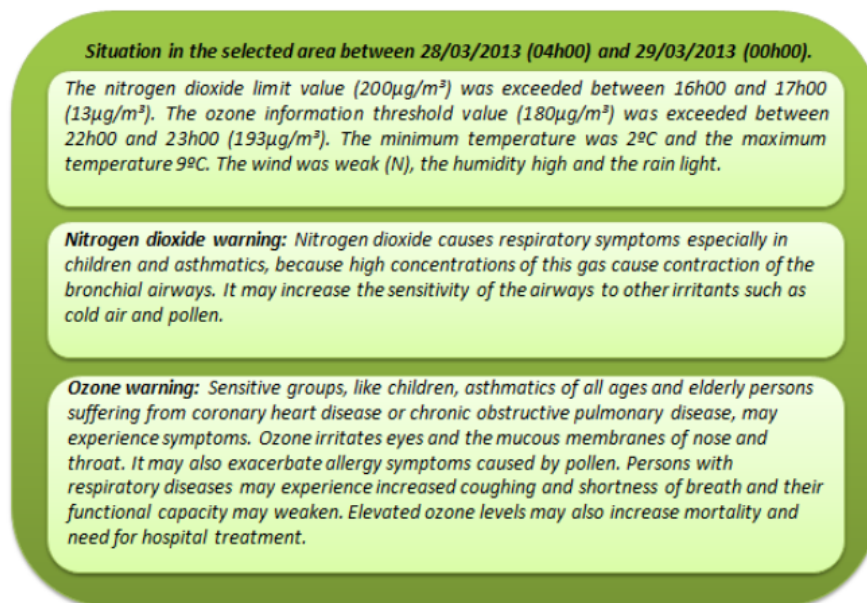 Situation in the selected area between 28/03/2013 (04h00) and 29/03/2013 (00h00).
The nitrogen dioxide limit value (200µg/m³) was exceeded between 16h00 and 17h00
(13µg/m³). The ozone information threshold value (180µg/m³) was exceeded between
22h00 and 23h00 (193µg/m³). The minimum temperature was 2ºC and the maximum
temperature 9ºC. The wind was weak (N), the humidity high and the rain light.
Nitrogen dioxide warning: Nitrogen dioxide causes respiratory symptoms especially in
children and asthmatics, because high concentrations of this gas cause contraction of the
bronchial airways. It may increase the sensitivity of the airways to other irritants such as
cold air and pollen.
Ozone warning: Sensitive groups, like children, asthmatics of all ages and elderly persons
suffering from coronary heart disease or chronic obstructive pulmonary disease, may
experience symptoms. Ozone irritates eyes and the mucous membranes of nose and
throat. It may also exacerbate allergy symptoms caused by pollen. Persons with
respiratory diseases may experience increased coughing and shortness of breath and their
functional capacity may weaken. Elevated ozone levels may also increase mortality and
need for hospital treatment.